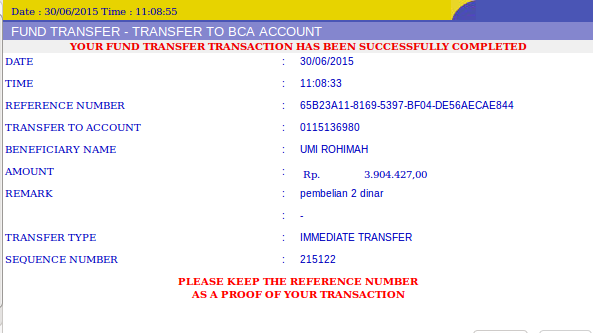 Date : 30/06/2015 Time : 11:08:55
FUND TRANSFER - TRANSFER TO BCA ACCOUNT
YOUR FUND TRANSFER TRANSACTION HAS BEEN SUCCESSFULLY COMPLETED
DATE : 30/06/2015
TIME : 11:08:33
REFERENCE NUMBER : 65B23A11-8169-5397-BF04-DE56AECAE844
TRANSFER TO ACCOUNT : 0115136980
BENEFICIARY NAME : UMI ROHIMAH
AMOUNT : Rp. 3.904.427,00
REMARK : pembelian 2 dinar
: -
TRANSFER TYPE : IMMEDIATE TRANSFER
SEQUENCE NUMBER : 215122
PLEASE KEEP THE REFERENCE NUMBER
AS A PROOF OF YOUR TRANSACTION